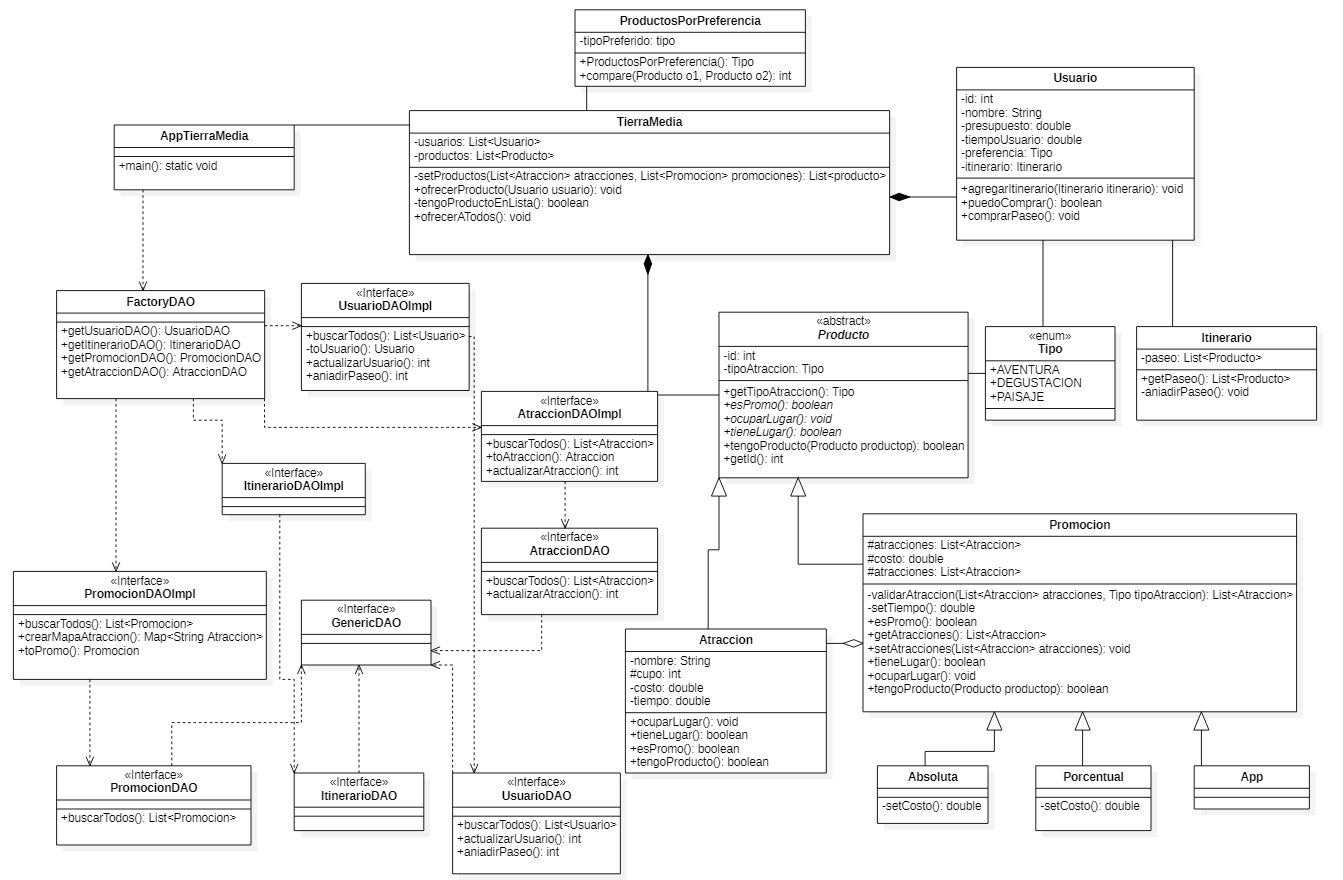 ProductosPorPreferencia
-tipoPreferido: tipo
+ProductosPorPreferencia(): Tipo
+compare(Producto o1, Producto o2): int
AppTierraMedia
+main(): static void
TierraMedia
-usuarios: List<Usuario>
-productos: List<Producto>
-setProductos(List<Atraccion> atracciones, List<Promocion> promociones): List<producto>
+ofrecerProducto(Usuario usuario): void
-tengoProductoEnLista(): boolean
+ofrecerATodos(): void
Usuario
-id: int
-nombre: String
-presupuesto: double
-tiempoUsuario: double
-preferencia: Tipo
-itinerario: Itinerario
+agregarItinerario(Itinerario itinerario): void
+puedoComprar(): boolean
+comprarPaseo(): void
FactoryDAO
+getUsuarioDAO(): UsuarioDAO
+getItinerarioDAO(): ItinerarioDAO
+getPromocionDAO(): PromocionDAO
+getAtraccionDAO(): AtraccionDAO
«Interface»
UsuarioDAOImpl
+buscarTodos(): List<Usuario>
-toUsuario(): Usuario
+actualizarUsuario(): int
+aniadirPaseo(): int
«abstract»
Producto
-id: int
-tipoAtraccion: Tipo
+getTipoAtraccion(): Tipo
+esPromo(): boolean
+ocuparLugar(): void
+tieneLugar(): boolean
+tengoProducto(Producto productop): boolean
+getId(): int
«enum»
Tipo
+AVENTURA
+DEGUSTACION
+PAISAJE
Itinerario
-paseo: List<Producto>
+getPaseo(): List<Producto>
-aniadirPaseo(): void
«Interface»
AtraccionDAOImpl
+buscarTodos(): List<Atraccion>
+toAtraccion(): Atraccion
+actualizarAtraccion(): int
«Interface»
ItinerarioDAOImpl
«Interface»
AtraccionDAO
+buscarTodos(): List<Atraccion>
+actualizarAtraccion(): int
Promocion
#atracciones: List<Atraccion>
#costo: double
#atracciones: List<Atraccion>
-validarAtraccion(List<Atraccion> atracciones, Tipo tipoAtraccion): List<Atraccion>
-setTiempo(): double
+esPromo(): boolean
+getAtracciones(): List<Atraccion>
+setAtracciones(List<Atraccion> atracciones): void
+tieneLugar(): boolean
+ocuparLugar(): void
+tengoProducto(Producto productop): boolean
«Interface»
PromocionDAOImpl
+buscarTodos(): List<Promocion>
+crearMapaAtraccion(): Map<String Atraccion>
+toPromo(): Promocion
«Interface»
GenericDAO
Atraccion
-nombre: String
#cupo: int
-costo: double
-tiempo: double
+ocuparLugar(): void
+tieneLugar(): boolean
+esPromo(): boolean
+tengoProducto(): boolean
«Interface»
PromocionDAO
+buscarTodos(): List<Promocion>
«Interface»
ItinerarioDAO
«Interface»
UsuarioDAO
+buscarTodos(): List<Usuario>
+actualizarUsuario(): int
+aniadirPaseo(): int
Absoluta
-setCosto(): double
Porcentual
-setCosto(): double
App